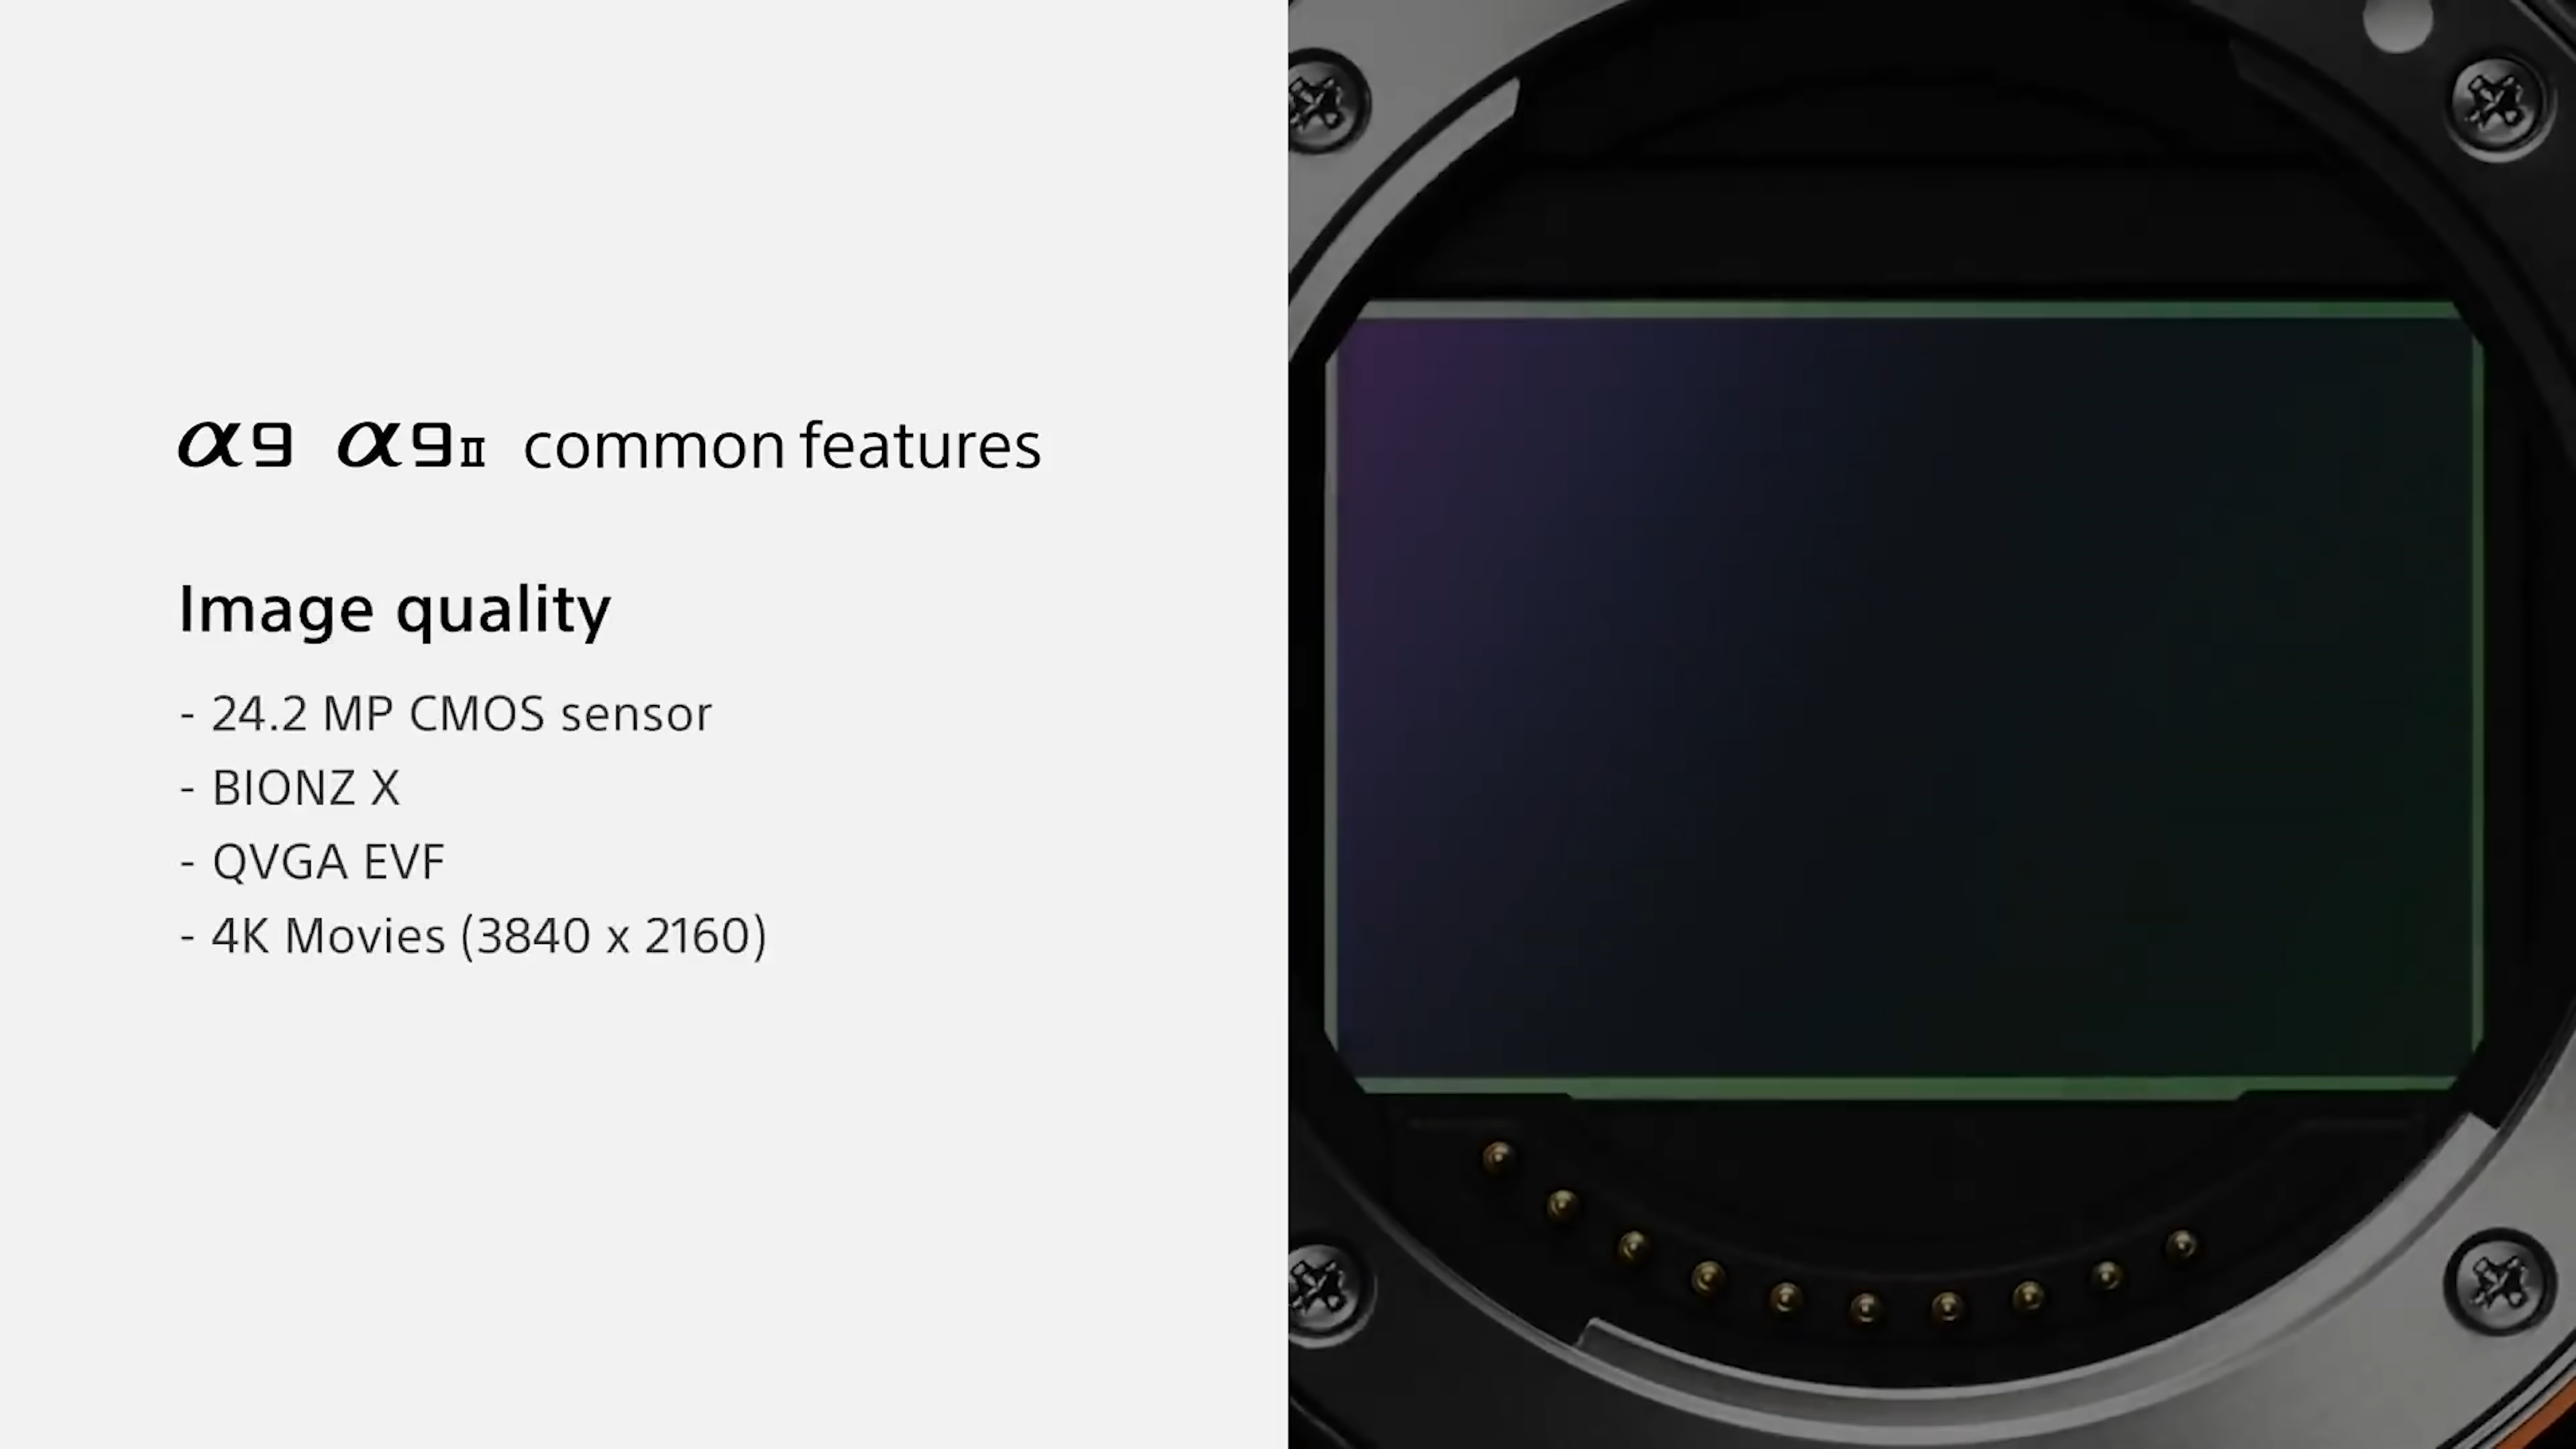 α9 α9II common features
Image quality
- 24.2 MP CMOS sensor
- BIONZ X
- QVGA EVF
- 4K Movies (3840 x 2160)